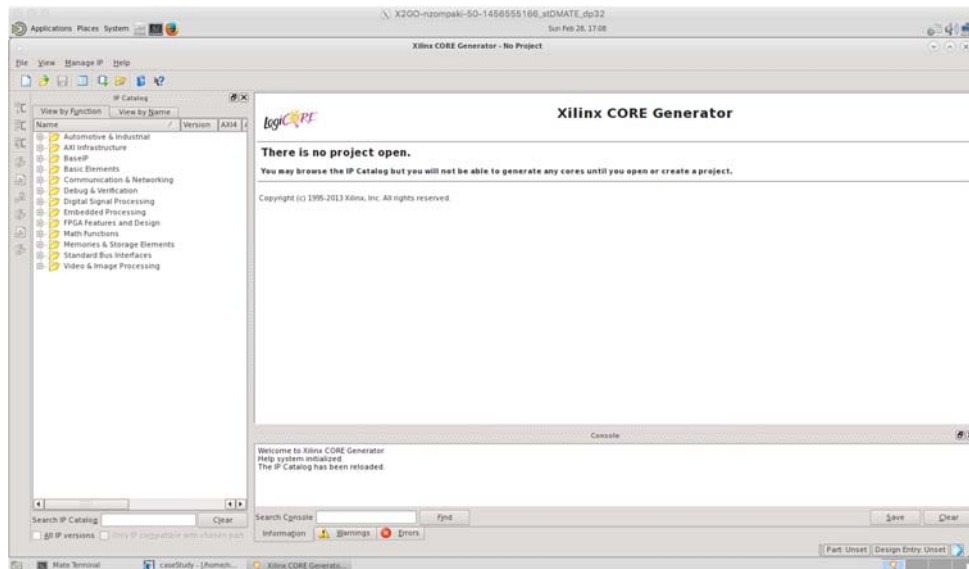 X2GO-nzompaki-50-1456555166_stDMATE_dp32
Applications Places System
Sun Feb 28, 17:08
Xilinx CORE Generator - No Project
File View Manage IP Help
IP Catalog
View by Function View by Name
Name Version AXI4
Automotive & Industrial
AXI Infrastructure
BaseIP
Basic Elements
Communication & Networking
Debug & Verification
Digital Signal Processing
Embedded Processing
FPGA Features and Design
Math Functions
Memories & Storage Elements
Standard Bus Interfaces
Video & Image Processing
Search IP Catalog: Clear
All IP versions Only IP compatible with chosen part
logiCORE
Xilinx CORE Generator
There is no project open.
You may browse the IP Catalog but you will not be able to generate any cores until you open or create a project.
Copyright (c) 1995-2013 Xilinx, Inc. All rights reserved.
Console
Welcome to Xilinx CORE Generator.
Help system initialized.
The IP Catalog has been reloaded.
Search Console: Find Save Clear
Information Warnings Errors
Part: Unset Design Entry: Unset
Mate Terminal caseStudy - [/home/n... Xilinx CORE Generato...